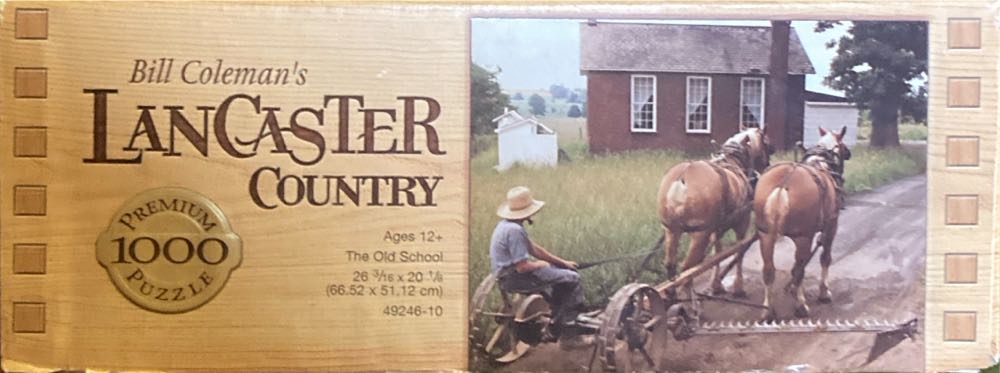 Bill Coleman's
LANCASTER
COUNTRY
PREMIUM
1000
PUZZLE
Ages 12+
The Old School
26 3/16 x 20 1/8
(66.52 x 51.12 cm)
49246-10